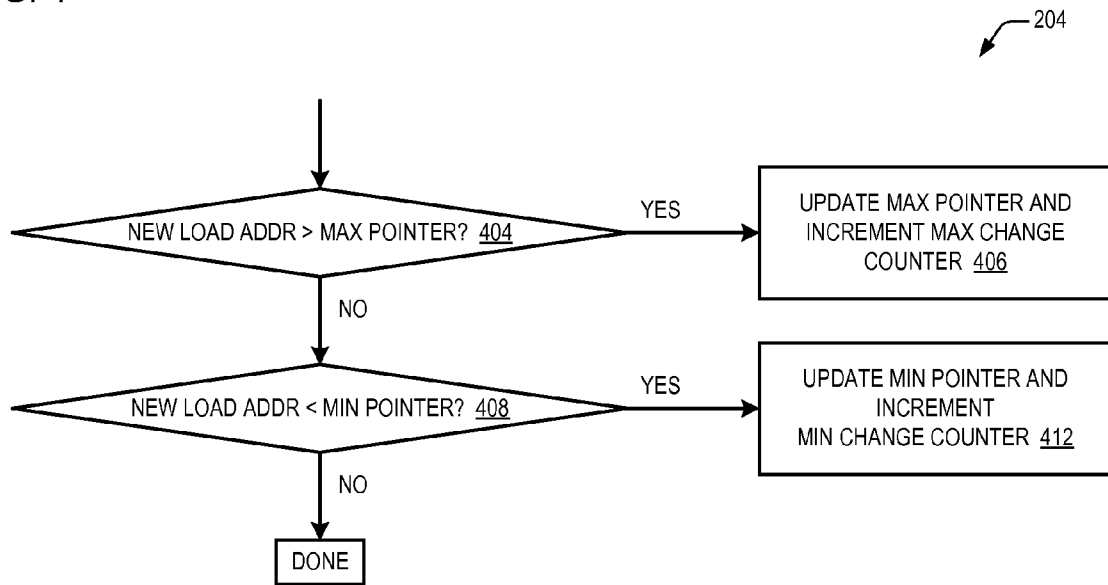 204
NEW LOAD ADDR > MAX POINTER? 404
YES
UPDATE MAX POINTER AND
INCREMENT MAX CHANGE
COUNTER 406
NO
NEW LOAD ADDR < MIN POINTER? 408
YES
UPDATE MIN POINTER AND
INCREMENT
MIN CHANGE COUNTER 412
NO
DONE